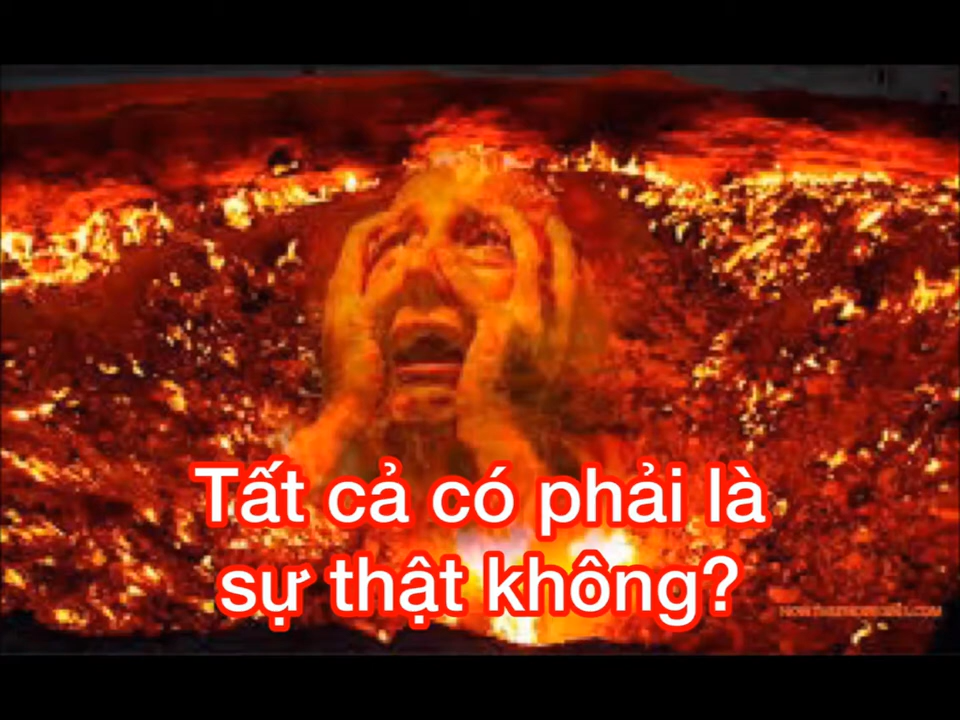 Tất cả có phải là
sự thật không?